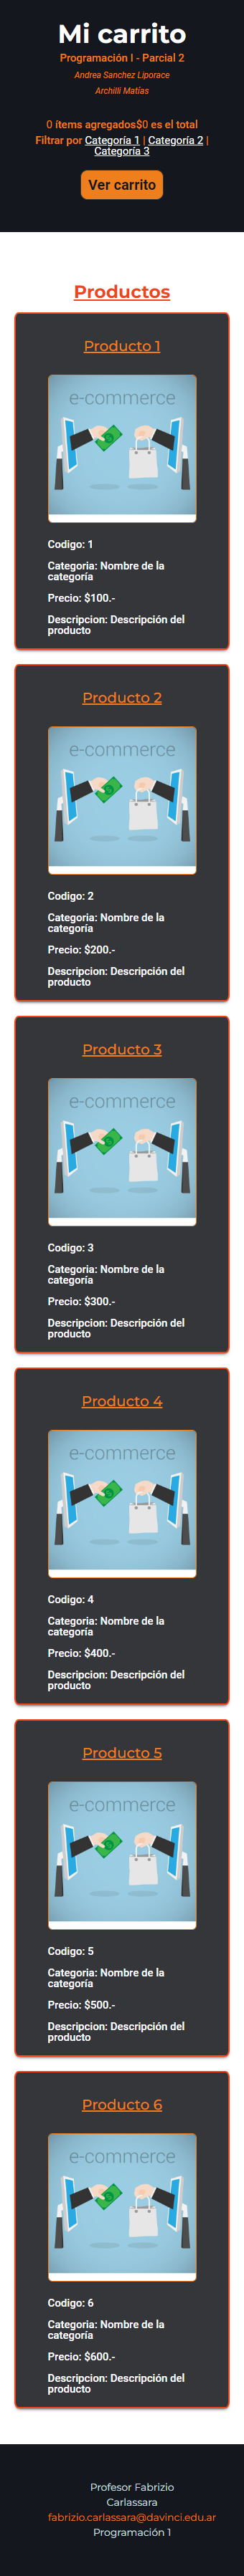 Mi carrito
Programación I - Parcial 2
Andrea Sanchez Liporace
Archilli Matías
0 ítems agregados$0 es el total
Filtrar por Categoría 1 | Categoría 2 |
Categoría 3
Ver carrito
Productos
Producto 1
e-commerce
Codigo: 1
Categoria: Nombre de la
categoría
Precio: $100.-
Descripcion: Descripción del
producto
Producto 2
e-commerce
Codigo: 2
Categoria: Nombre de la
categoría
Precio: $200.-
Descripcion: Descripción del
producto
Producto 3
e-commerce
Codigo: 3
Categoria: Nombre de la
categoría
Precio: $300.-
Descripcion: Descripción del
producto
Producto 4
e-commerce
Codigo: 4
Categoria: Nombre de la
categoría
Precio: $400.-
Descripcion: Descripción del
producto
Producto 5
e-commerce
Codigo: 5
Categoria: Nombre de la
categoría
Precio: $500.-
Descripcion: Descripción del
producto
Producto 6
e-commerce
Codigo: 6
Categoria: Nombre de la
categoría
Precio: $600.-
Descripcion: Descripción del
producto
Profesor Fabrizio
Carlassara
fabrizio.carlassara@davinci.edu.ar
Programación 1